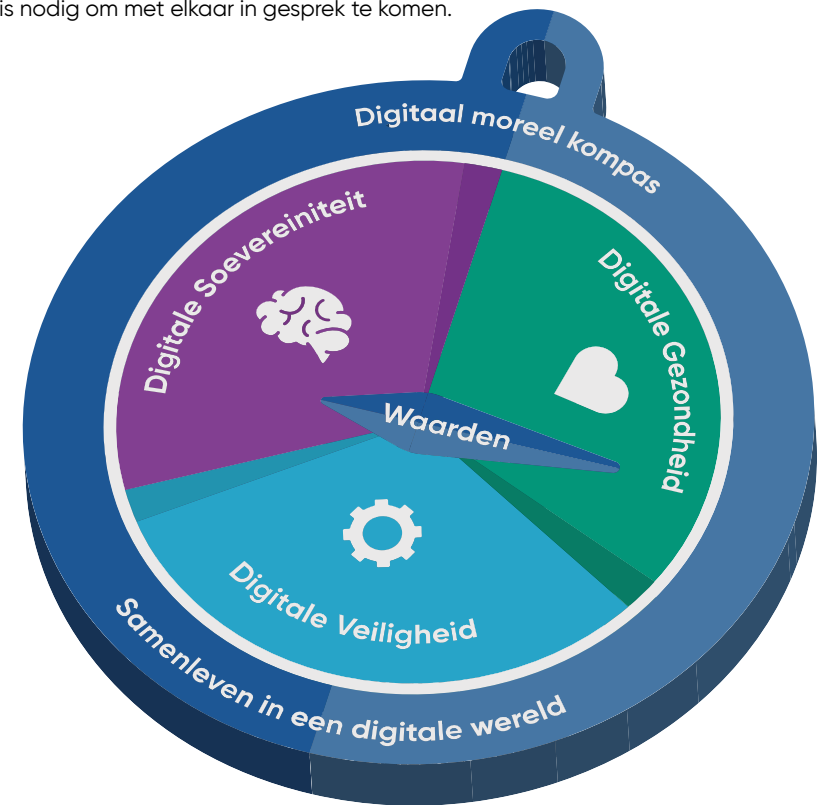 is nodig om met elkaar in gesprek te komen.
Digitaal moreel kompas
Digitale Soevereiniteit
Digitale Gezondheid
Waarden
Digitale Veiligheid
Samenleven in een digitale wereld